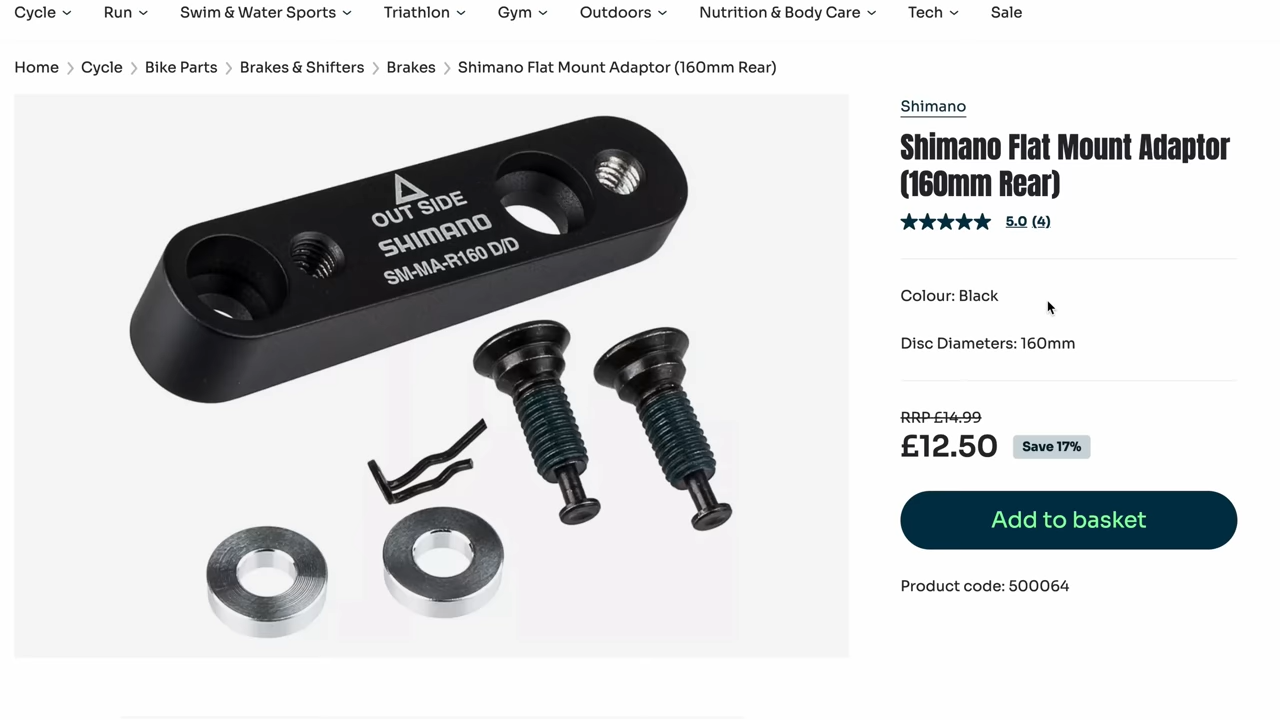 Cycle Run Swim & Water Sports Triathlon Gym Outdoors Nutrition & Body Care Tech Sale
Home Cycle Bike Parts Brakes & Shifters Brakes Shimano Flat Mount Adaptor (160mm Rear)
OUT SIDE
SHIMANO
SM-MA-R160 D/D
Shimano
Shimano Flat Mount Adaptor
(160mm Rear)
5.0 (4)
Colour: Black
Disc Diameters: 160mm
RRP £14.99
£12.50 Save 17%
Add to basket
Product code: 500064